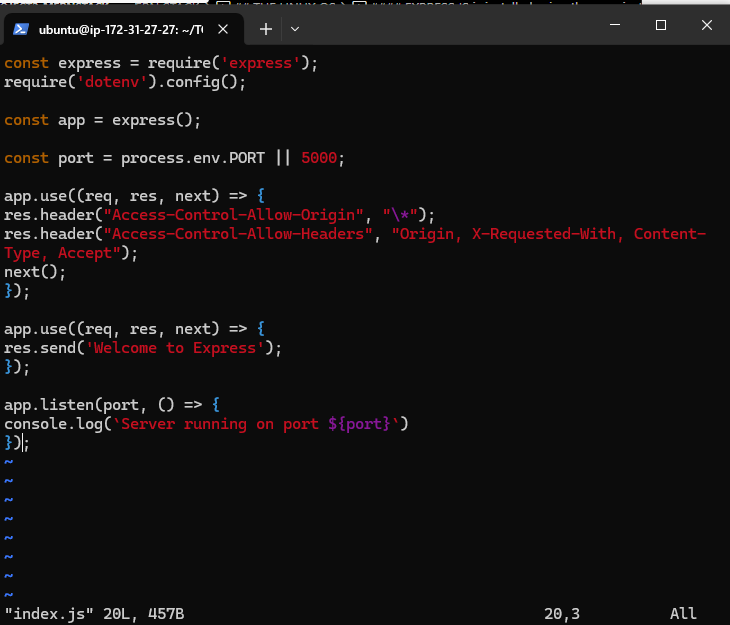 ubuntu@ip-172-31-27-27: ~/T
const express = require('express');
require('dotenv').config();
const app = express();
const port = process.env.PORT || 5000;
app.use((req, res, next) => {
res.header("Access-Control-Allow-Origin", "\*");
res.header("Access-Control-Allow-Headers", "Origin, X-Requested-With, Content-
Type, Accept");
next();
});
app.use((req, res, next) => {
res.send('Welcome to Express');
});
app.listen(port, () => {
console.log(`Server running on port ${port}`)
});
~
~
~
~
~
~
~
~
"index.js" 20L, 457B 20,3 All